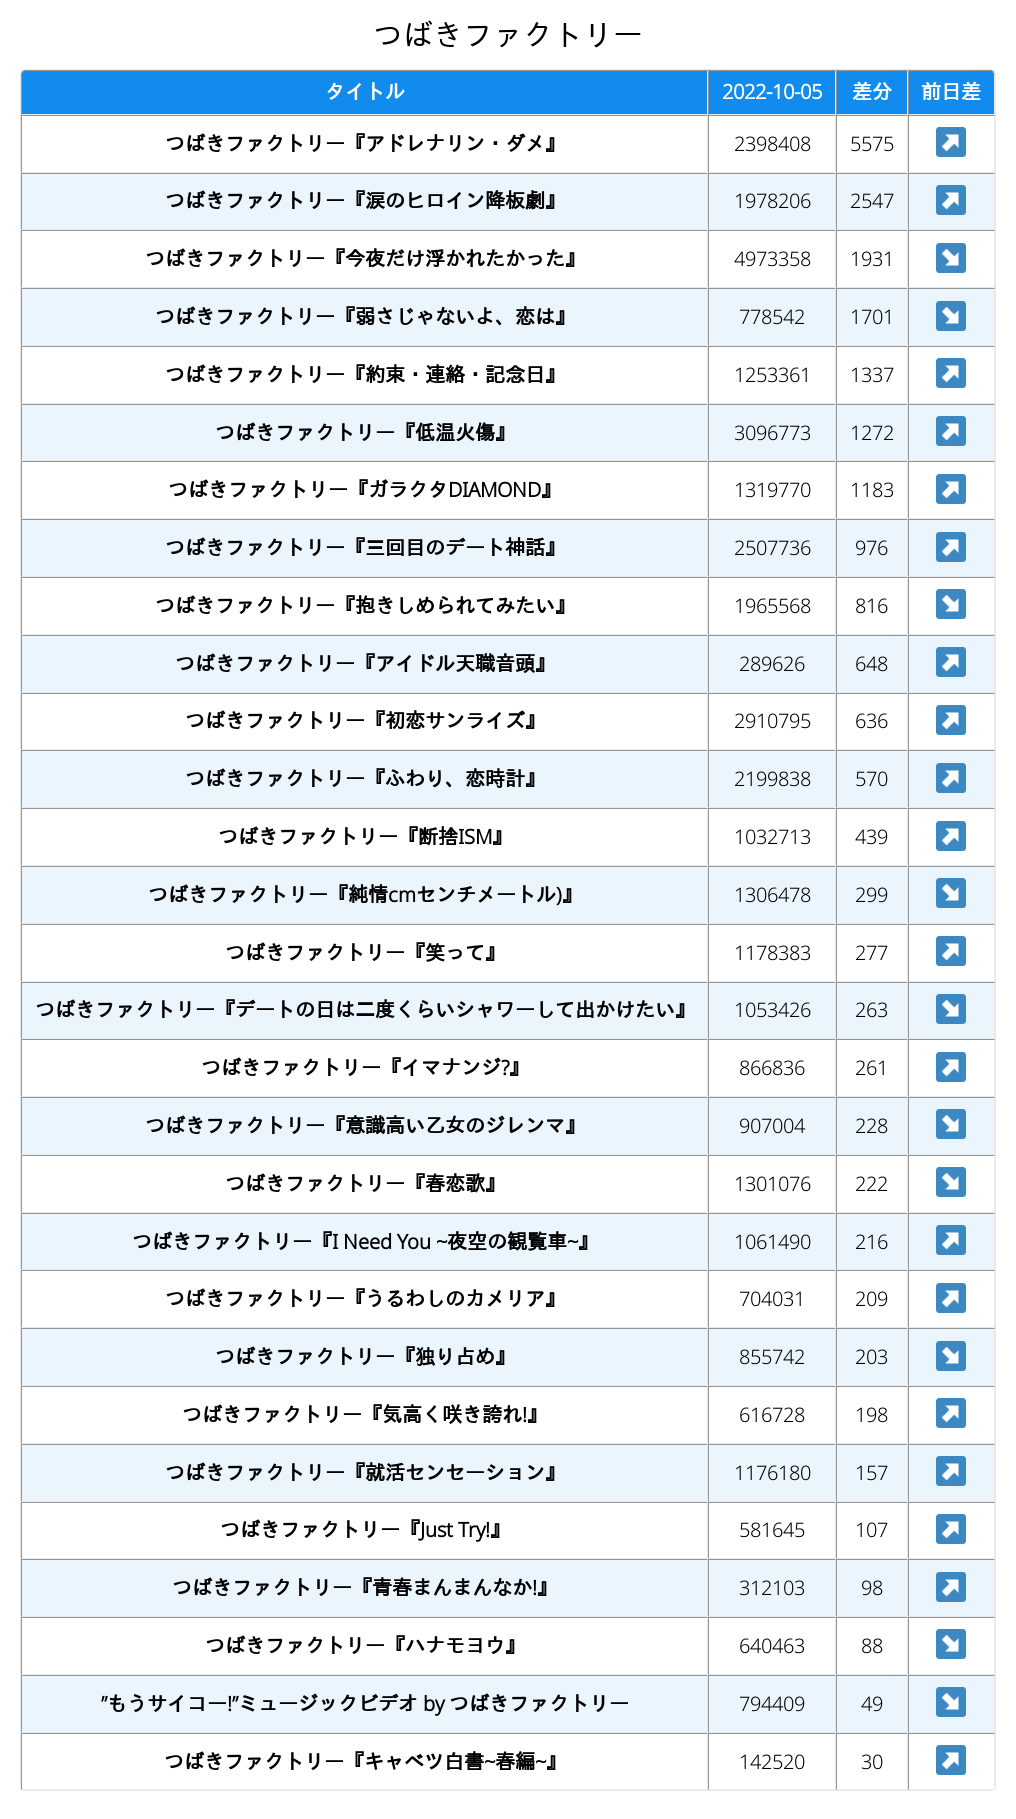 つばきファクトリー
タイトル 2022-10-05 差分 前日差
つばきファクトリー『アドレナリン・ダメ』 2398408 5575 ↗
つばきファクトリー『涙のヒロイン降板劇』 1978206 2547 ↗
つばきファクトリー『今夜だけ浮かれたかった』 4973358 1931 ↘
つばきファクトリー『弱さじゃないよ、恋は』 778542 1701 ↘
つばきファクトリー『約束・連絡・記念日』 1253361 1337 ↗
つばきファクトリー『低温火傷』 3096773 1272 ↗
つばきファクトリー『ガラクタDIAMOND』 1319770 1183 ↗
つばきファクトリー『三回目のデート神話』 2507736 976 ↗
つばきファクトリー『抱きしめられてみたい』 1965568 816 ↘
つばきファクトリー『アイドル天職音頭』 289626 648 ↗
つばきファクトリー『初恋サンライズ』 2910795 636 ↗
つばきファクトリー『ふわり、恋時計』 2199838 570 ↗
つばきファクトリー『断捨ISM』 1032713 439 ↗
つばきファクトリー『純情cmセンチメートル)』 1306478 299 ↘
つばきファクトリー『笑って』 1178383 277 ↗
つばきファクトリー『デートの日は二度くらいシャワーして出かけたい』 1053426 263 ↘
つばきファクトリー『イマナンジ?』 866836 261 ↗
つばきファクトリー『意識高い乙女のジレンマ』 907004 228 ↘
つばきファクトリー『春恋歌』 1301076 222 ↘
つばきファクトリー『I Need You ~夜空の観覧車~』 1061490 216 ↗
つばきファクトリー『うるわしのカメリア』 704031 209 ↗
つばきファクトリー『独り占め』 855742 203 ↘
つばきファクトリー『気高く咲き誇れ!』 616728 198 ↗
つばきファクトリー『就活センセーション』 1176180 157 ↗
つばきファクトリー『Just Try!』 581645 107 ↗
つばきファクトリー『青春まんまんなか!』 312103 98 ↗
つばきファクトリー『ハナモヨウ』 640463 88 ↘
”もうサイコー!”ミュージックビデオ by つばきファクトリー 794409 49 ↘
つばきファクトリー『キャベツ白書~春編~』 142520 30 ↗